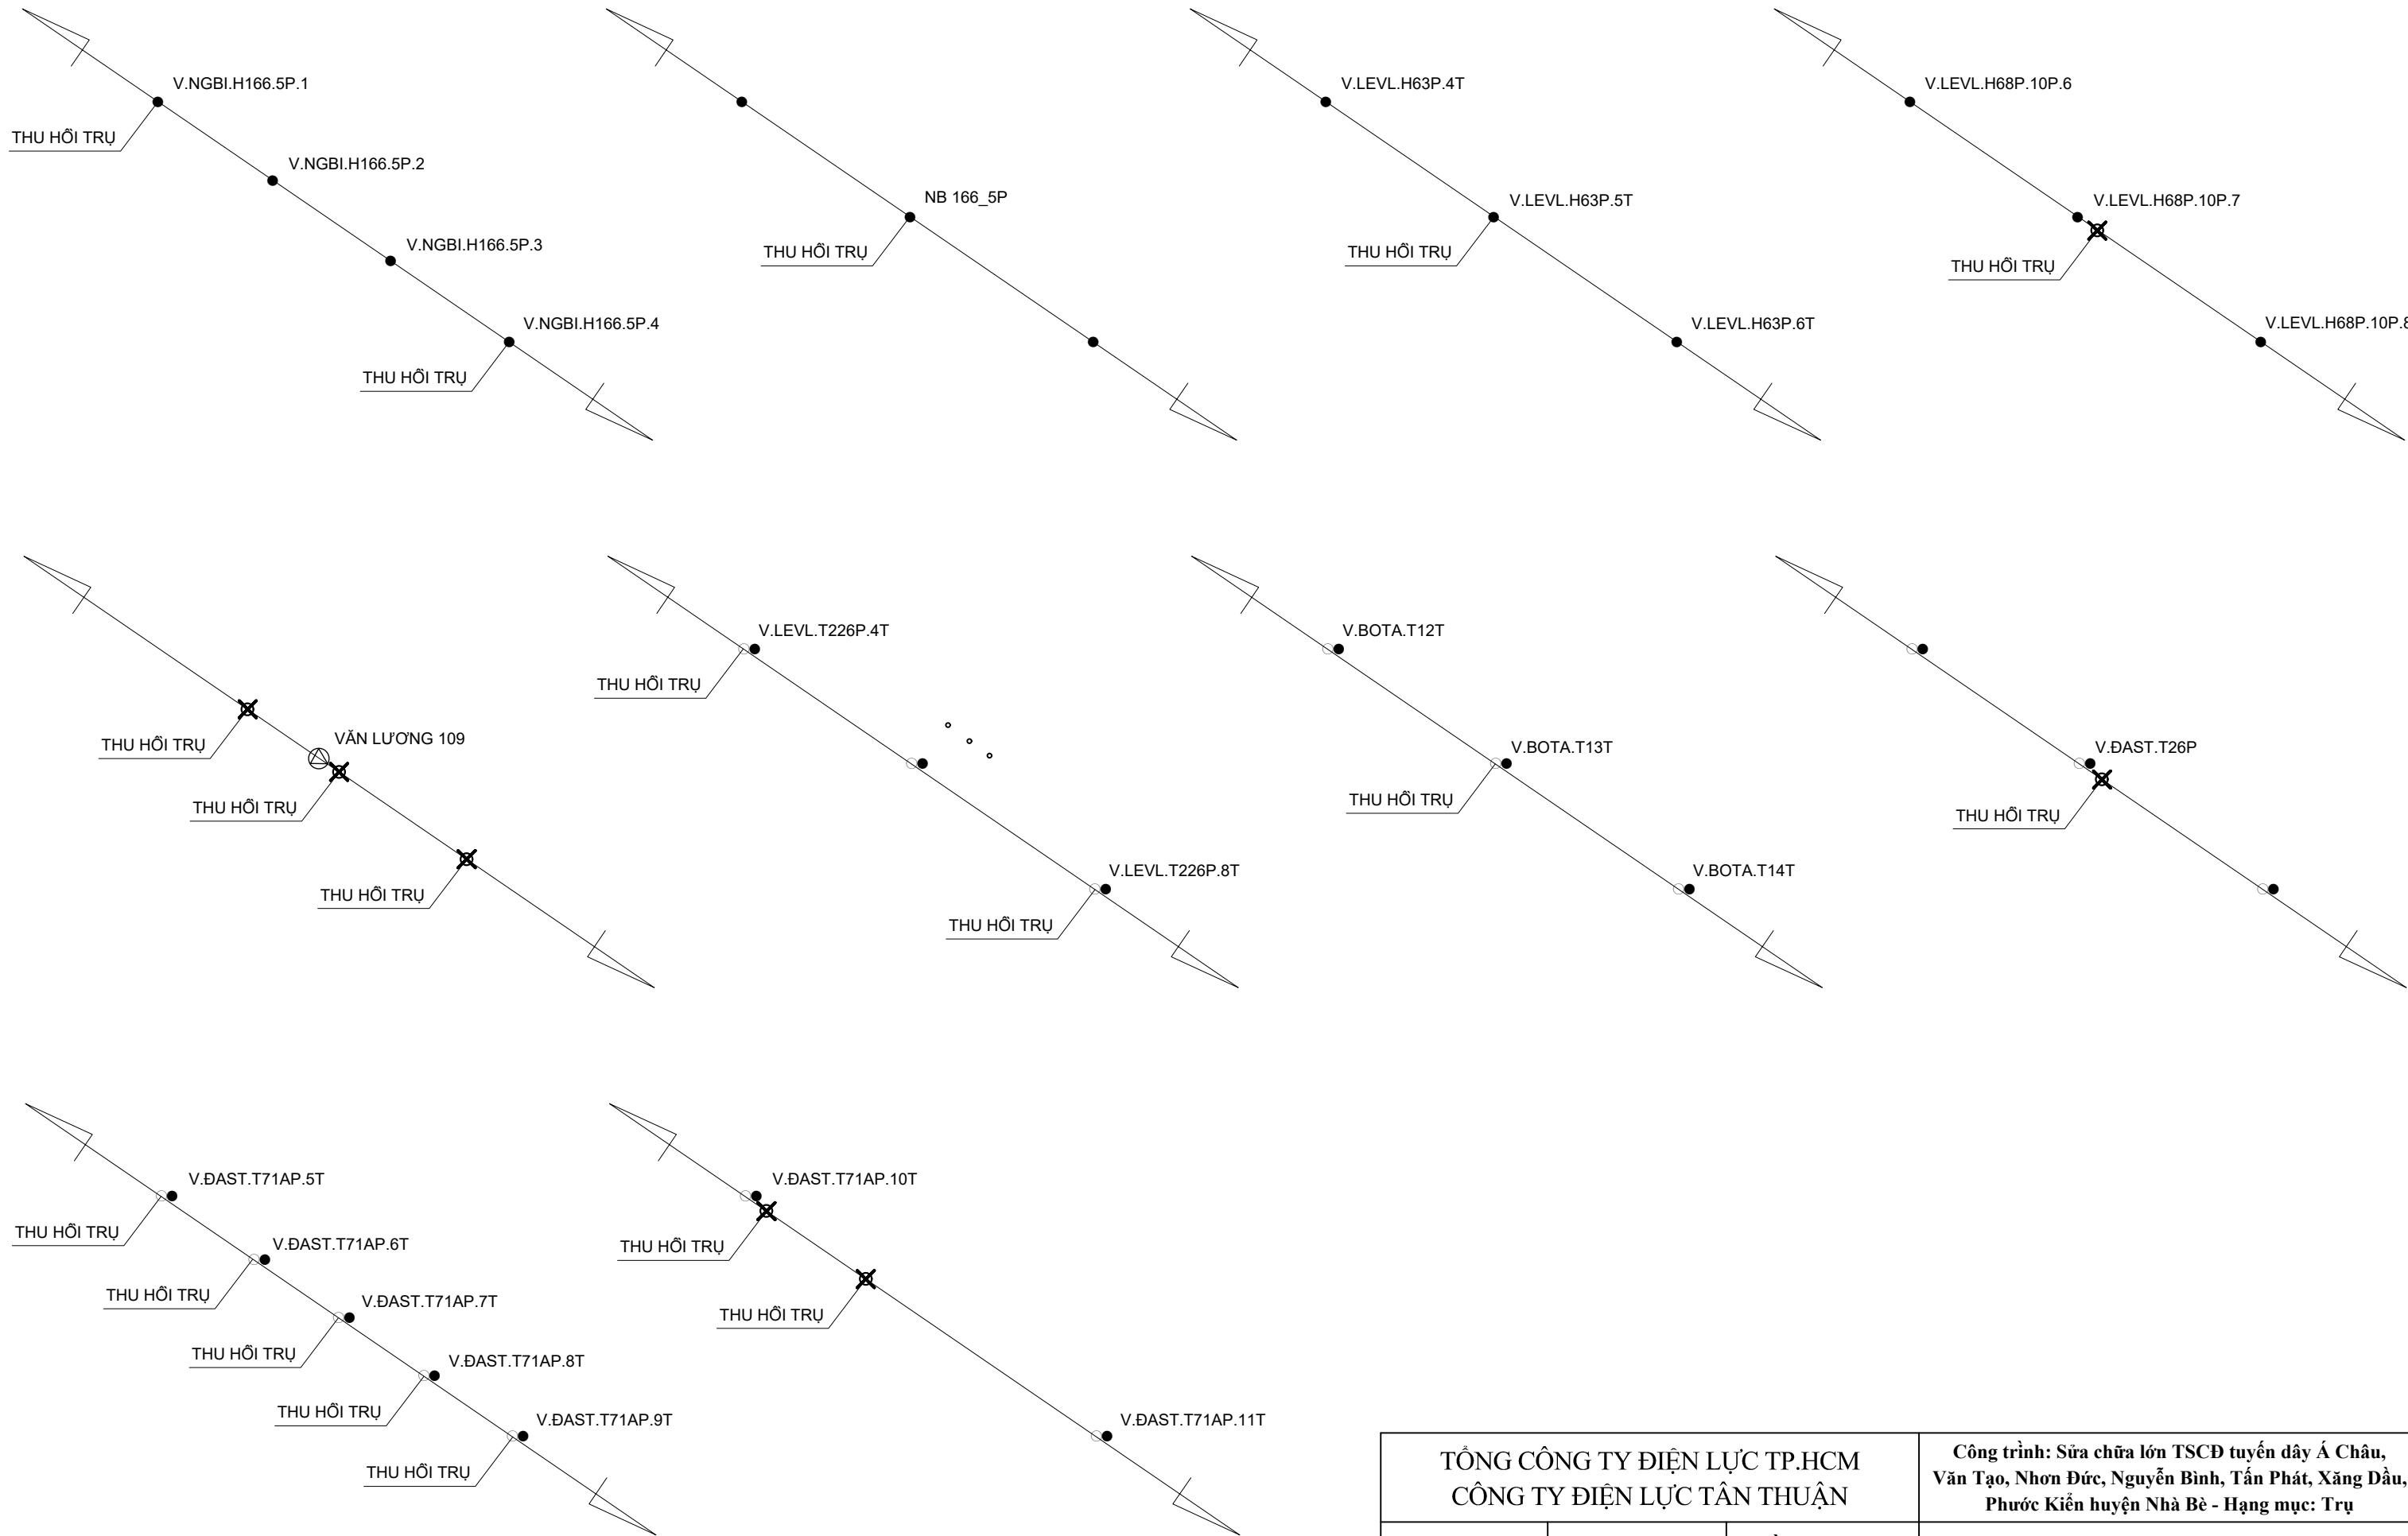 V.NGBI.H166.5P.1
THU HỒI TRỤ
V.NGBI.H166.5P.2
V.NGBI.H166.5P.3
V.NGBI.H166.5P.4
THU HỒI TRỤ
NB 166_5P
THU HỒI TRỤ
V.LEVL.H63P.4T
V.LEVL.H63P.5T
THU HỒI TRỤ
V.LEVL.H63P.6T
V.LEVL.H68P.10P.6
V.LEVL.H68P.10P.7
THU HỒI TRỤ
V.LEVL.H68P.10P.8
THU HỒI TRỤ
VĂN LƯƠNG 109
THU HỒI TRỤ
THU HỒI TRỤ
V.LEVL.T226P.4T
THU HỒI TRỤ
V.LEVL.T226P.8T
THU HỒI TRỤ
V.BOTA.T12T
V.BOTA.T13T
THU HỒI TRỤ
V.BOTA.T14T
V.ĐAST.T26P
THU HỒI TRỤ
V.ĐAST.T71AP.5T
THU HỒI TRỤ
V.ĐAST.T71AP.6T
THU HỒI TRỤ
V.ĐAST.T71AP.7T
THU HỒI TRỤ
V.ĐAST.T71AP.8T
THU HỒI TRỤ
V.ĐAST.T71AP.9T
THU HỒI TRỤ
V.ĐAST.T71AP.10T
THU HỒI TRỤ
THU HỒI TRỤ
V.ĐAST.T71AP.11T
TỔNG CÔNG TY ĐIỆN LỰC TP.HCM
CÔNG TY ĐIỆN LỰC TÂN THUẬN
Công trình: Sửa chữa lớn TSCĐ tuyến dây Á Châu,
Văn Tạo, Nhơn Đức, Nguyễn Bình, Tấn Phát, Xăng Dầu,
Phước Kiển huyện Nhà Bè - Hạng mục: Trụ